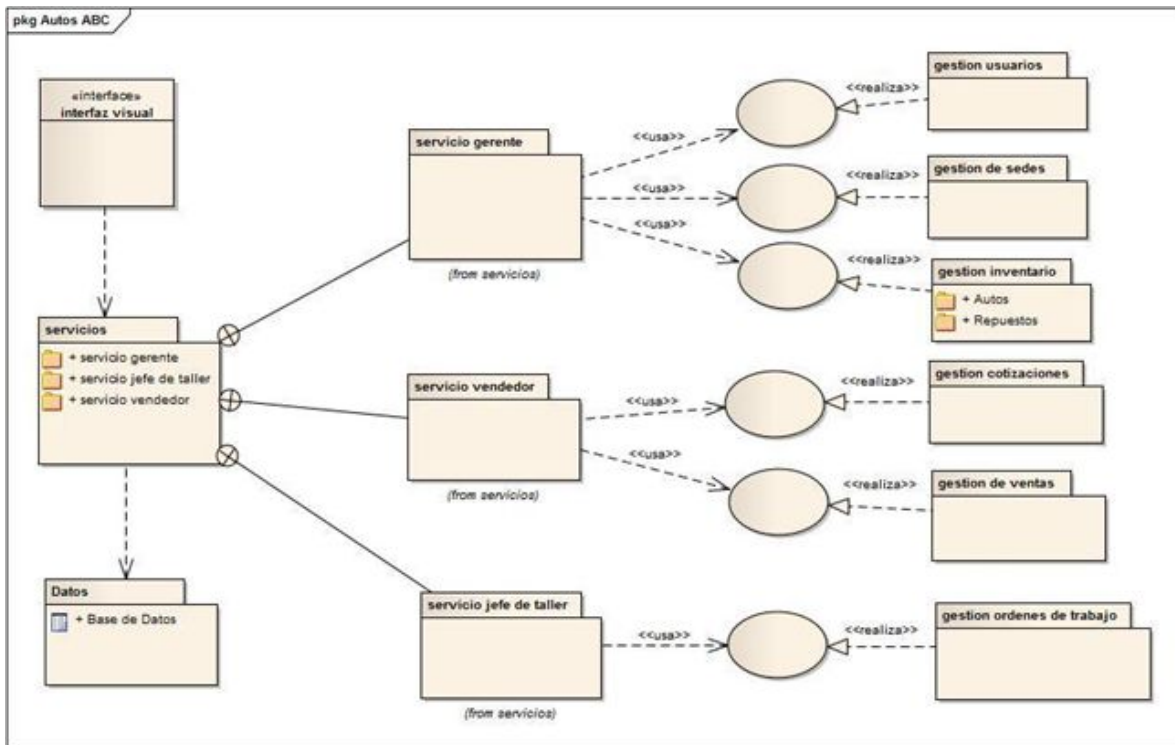 pkg Autos ABC
«interface»
interfaz visual
servicios
+ servicio gerente
+ servicio jefe de taller
+ servicio vendedor
Datos
+ Base de Datos
servicio gerente
(from servicios)
servicio vendedor
(from servicios)
servicio jefe de taller
(from servicios)
<<usa>>
<<usa>>
<<usa>>
<<usa>>
<<usa>>
<<usa>>
<<realiza>>
<<realiza>>
<<realiza>>
<<realiza>>
<<realiza>>
<<realiza>>
gestion usuarios
gestion de sedes
gestion inventario
+ Autos
+ Repuestos
gestion cotizaciones
gestion de ventas
gestion ordenes de trabajo